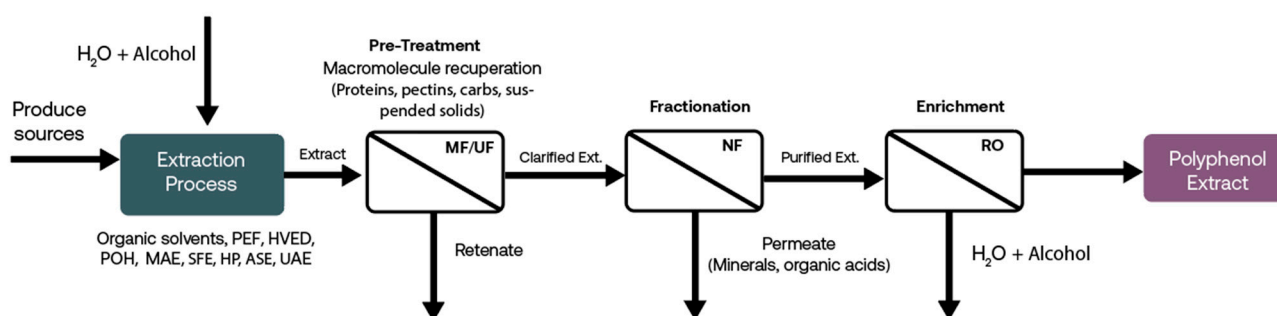 H₂O + Alcohol
Produce
sources
Extraction
Process
Organic solvents, PEF, HVED,
POH, MAE, SFE, HP, ASE, UAE
Extract
Pre-Treatment
Macromolecule recuperation
(Proteins, pectins, carbs, sus-
pended solids)
MF/UF
Retenate
Clarified Ext.
Fractionation
NF
Permeate
(Minerals, organic acids)
Purified Ext.
Enrichment
RO
H₂O + Alcohol
Polyphenol
Extract